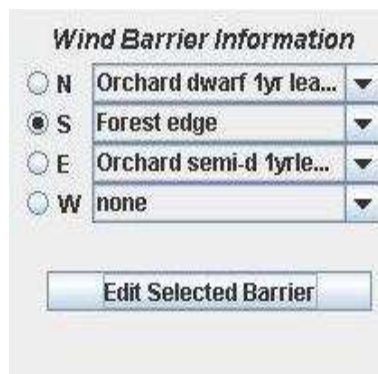 Wind Barrier Information
N Orchard dwarf 1yr lea...
S Forest edge
E Orchard semi-d 1yrle...
W none
Edit Selected Barrier